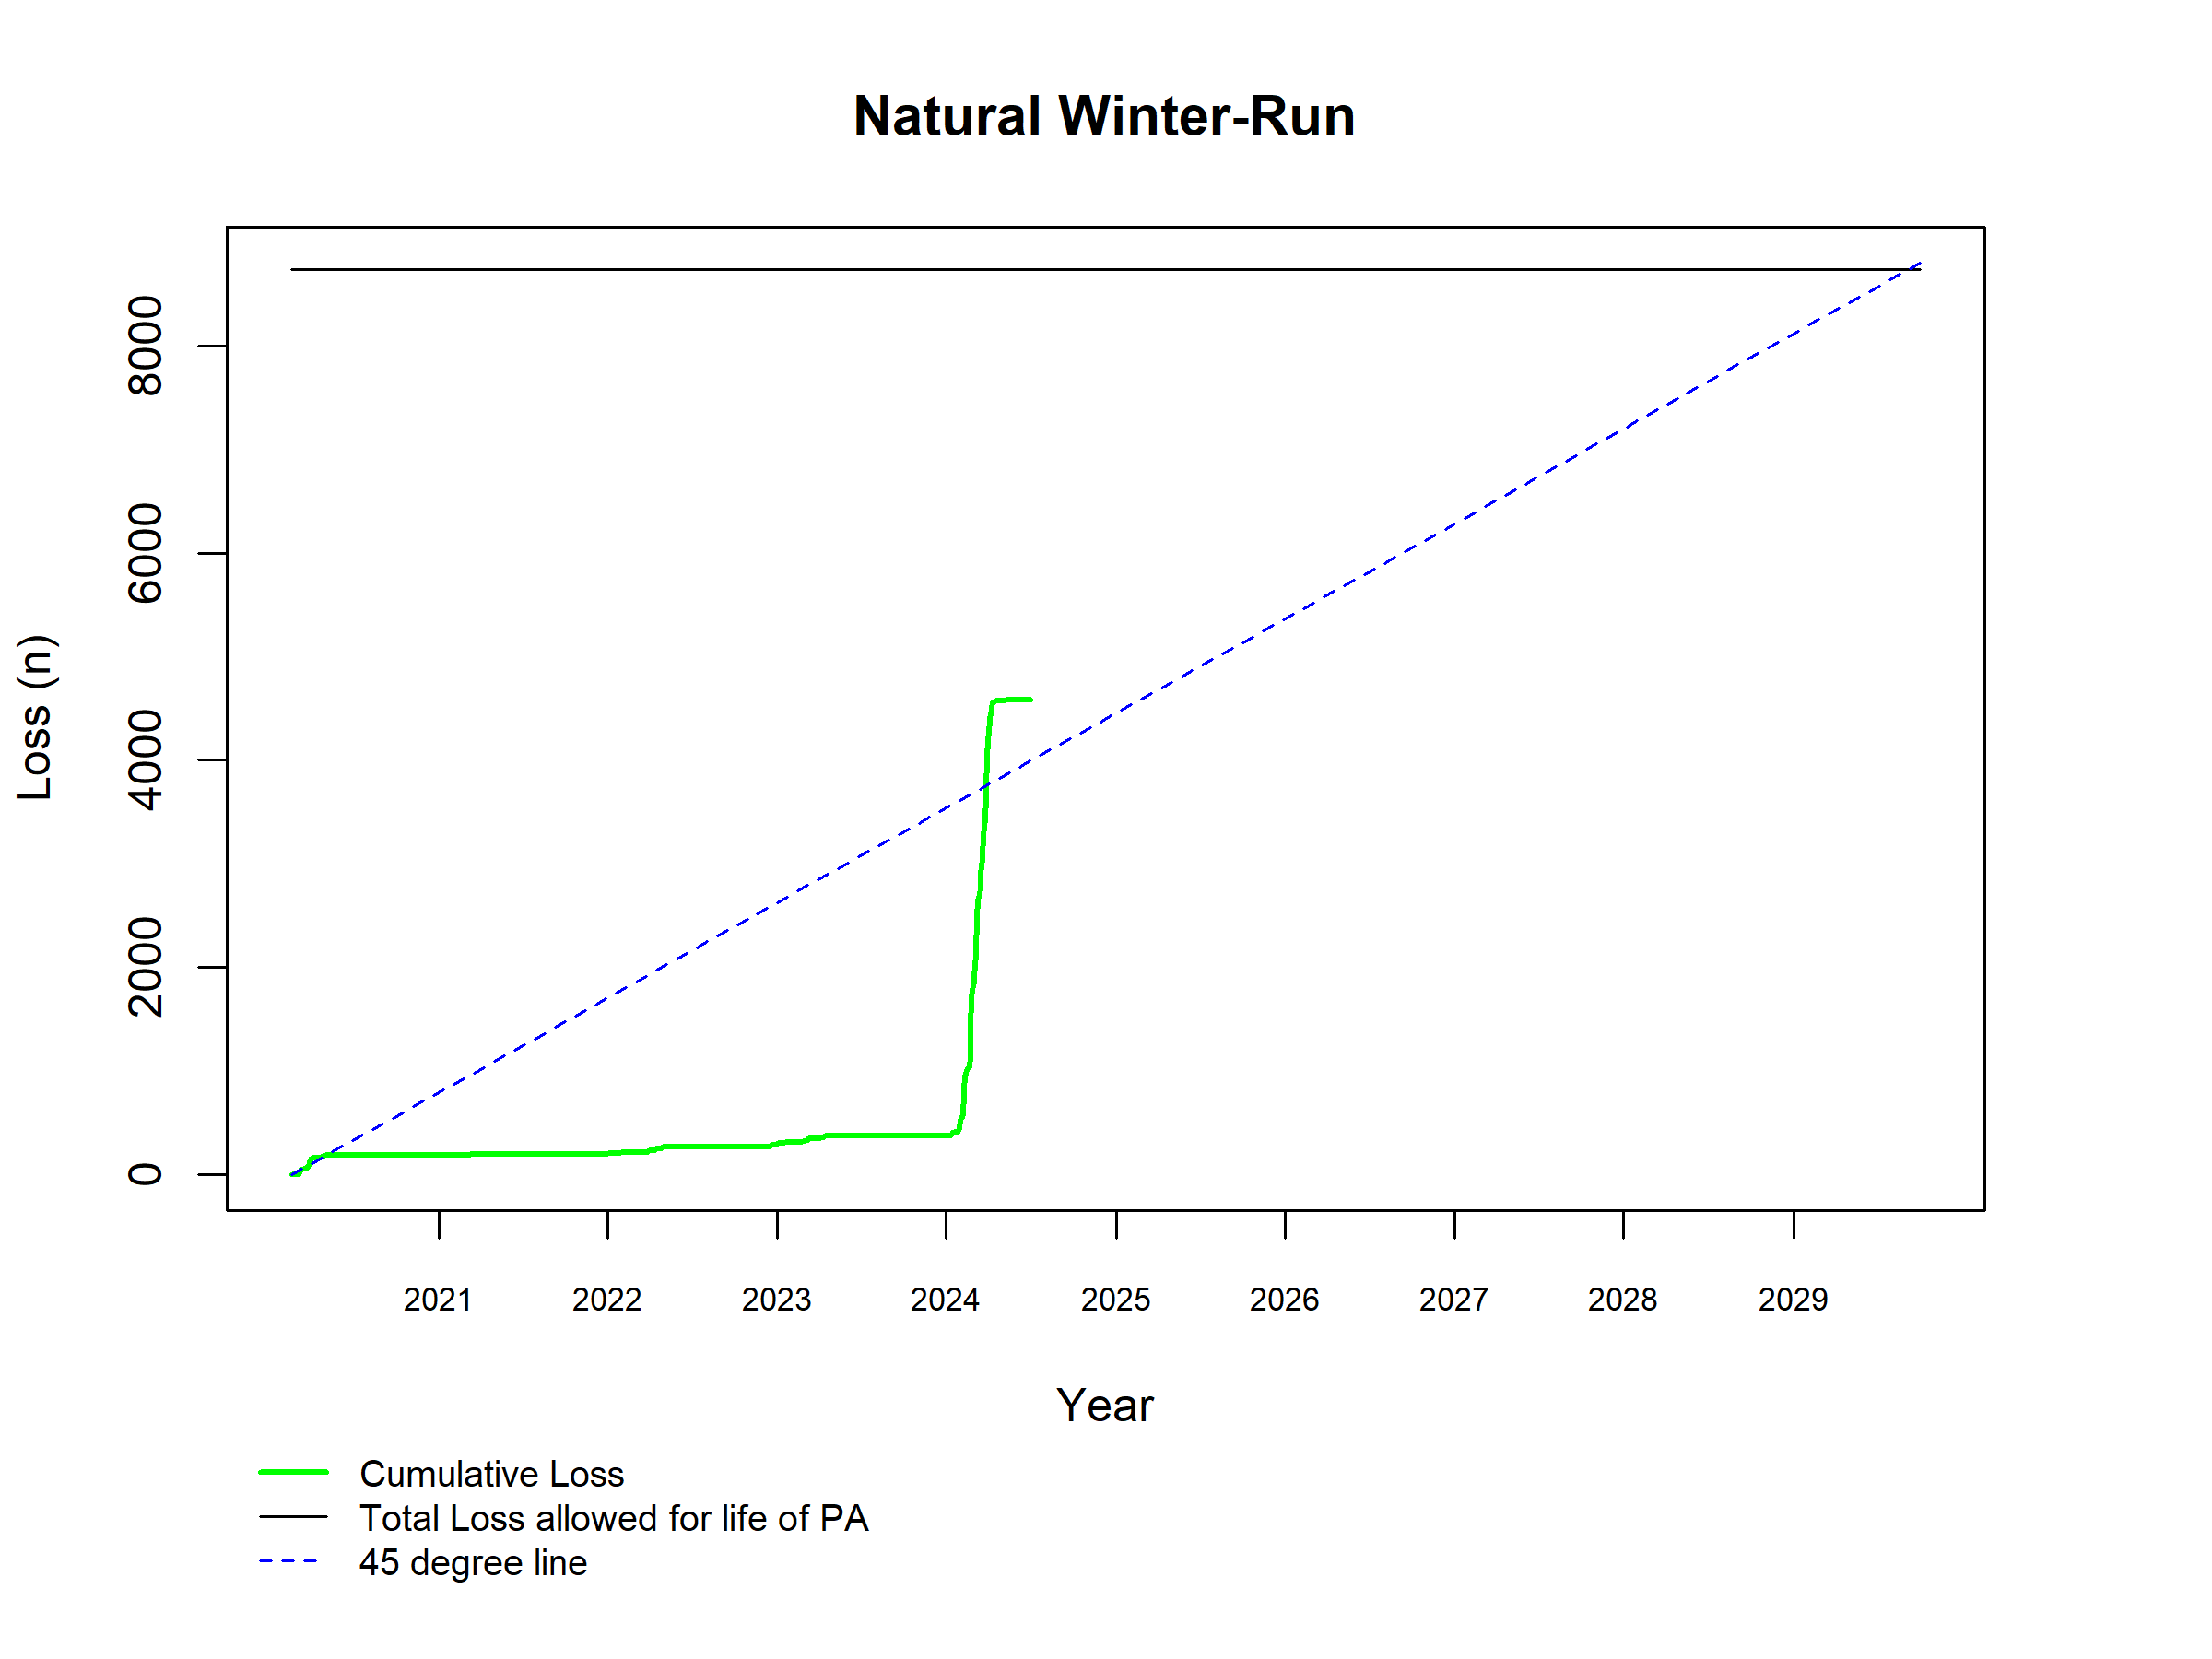 Natural Winter-Run
Loss (n)
8000
6000
4000
2000
0
2021 2022 2023 2024 2025 2026 2027 2028 2029
Year
Cumulative Loss
Total Loss allowed for life of PA
45 degree line